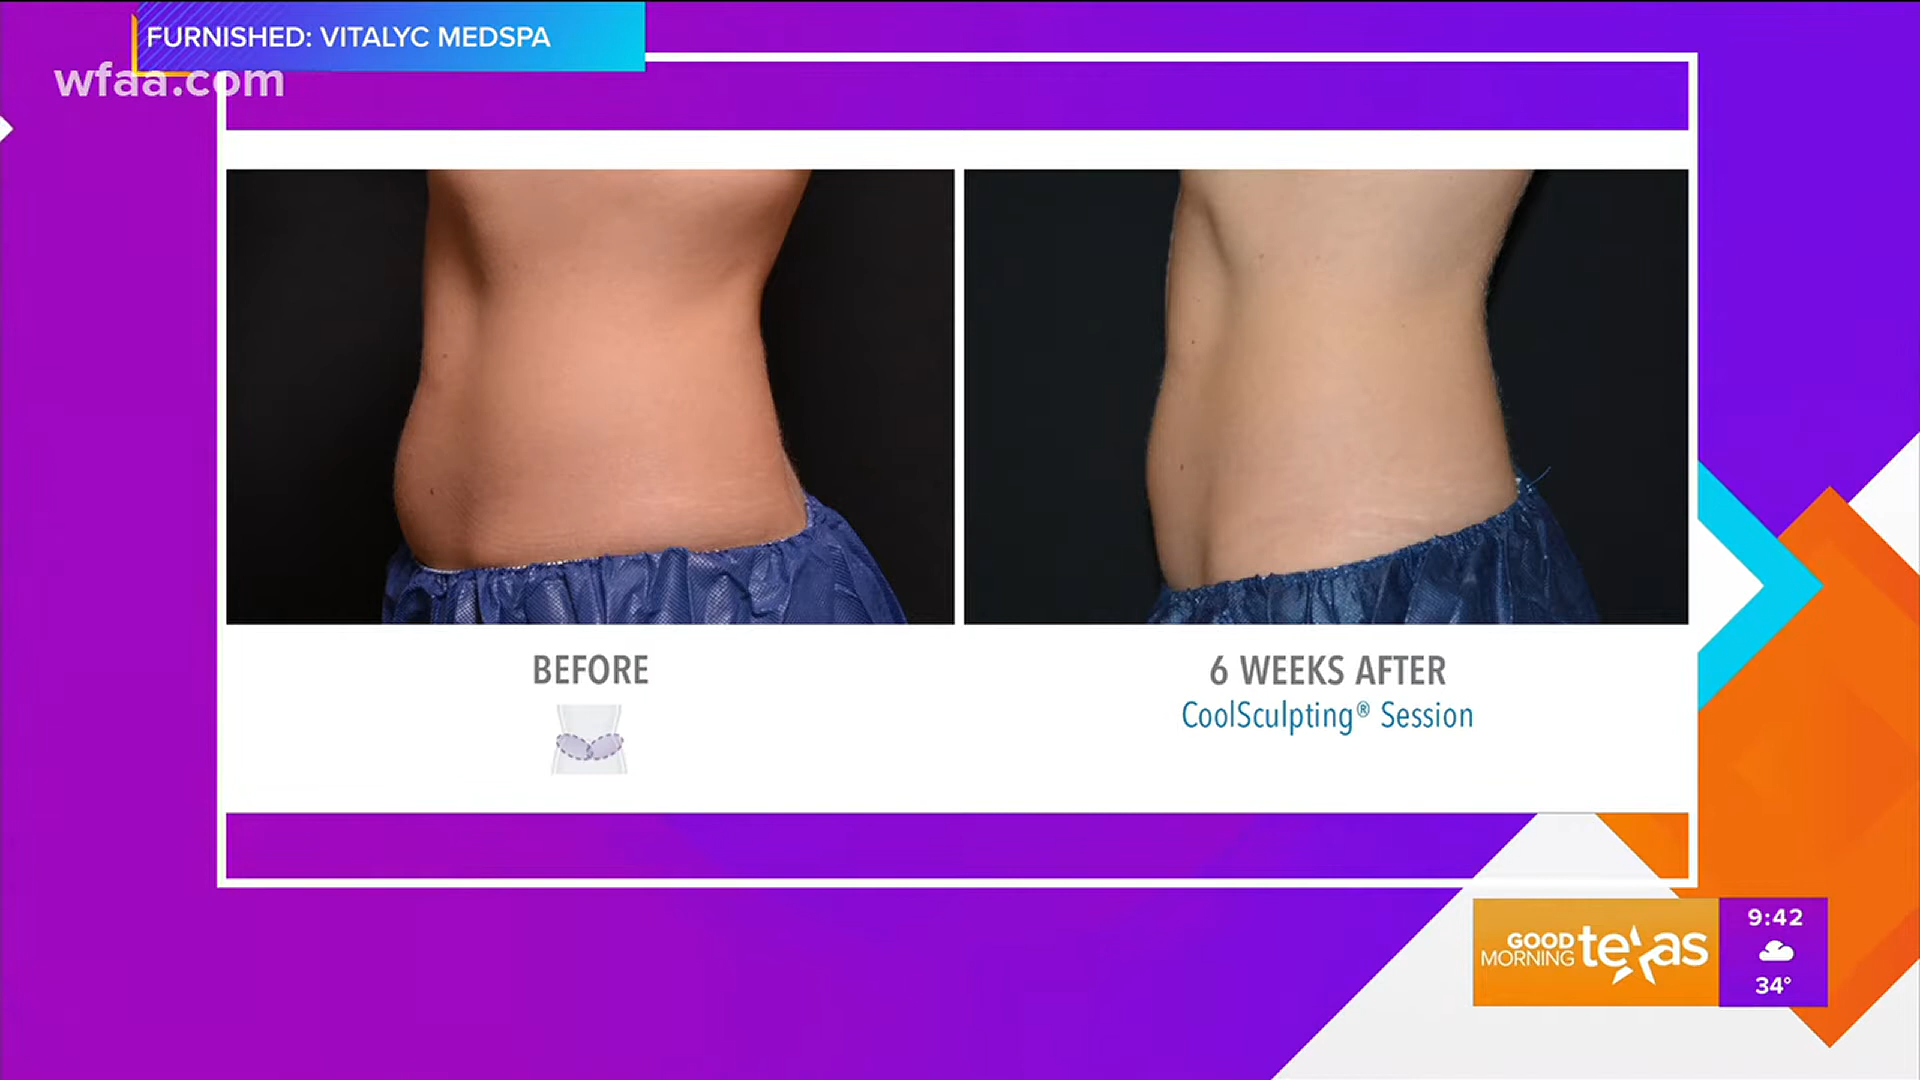 FURNISHED: VITALYC MEDSPA
wfaa.com
BEFORE
6 WEEKS AFTER
CoolSculpting® Session
GOOD
MORNING
texas
9:42
34°